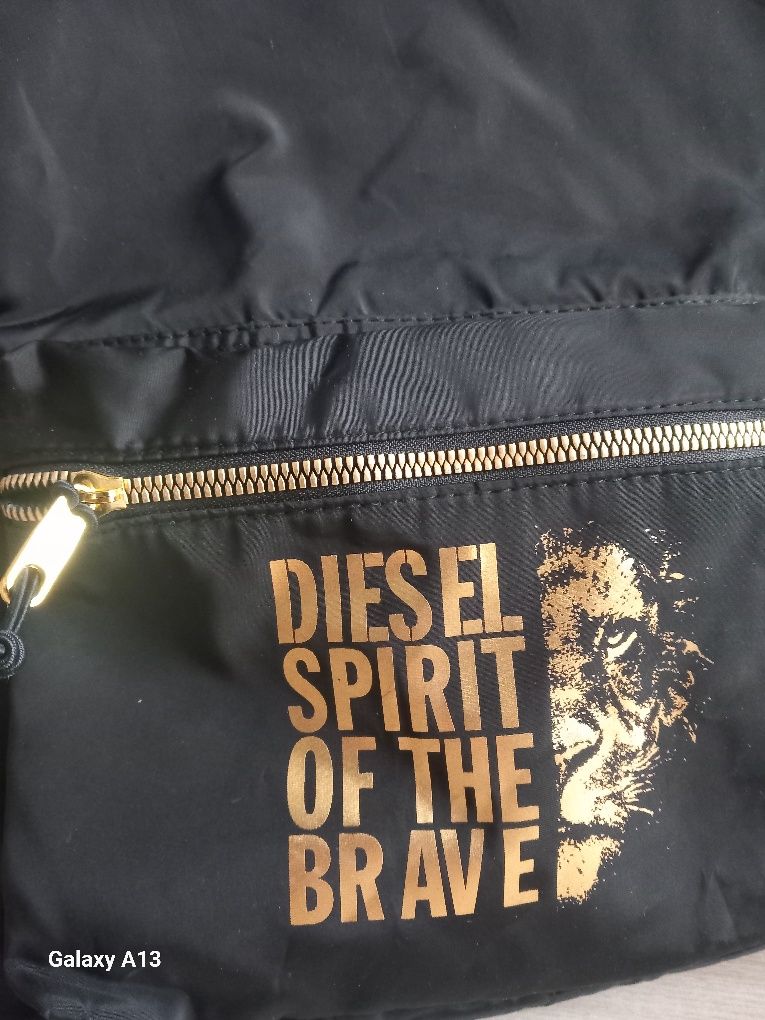 DIESEL
SPIRIT
OF THE
BRAVE
Galaxy A13